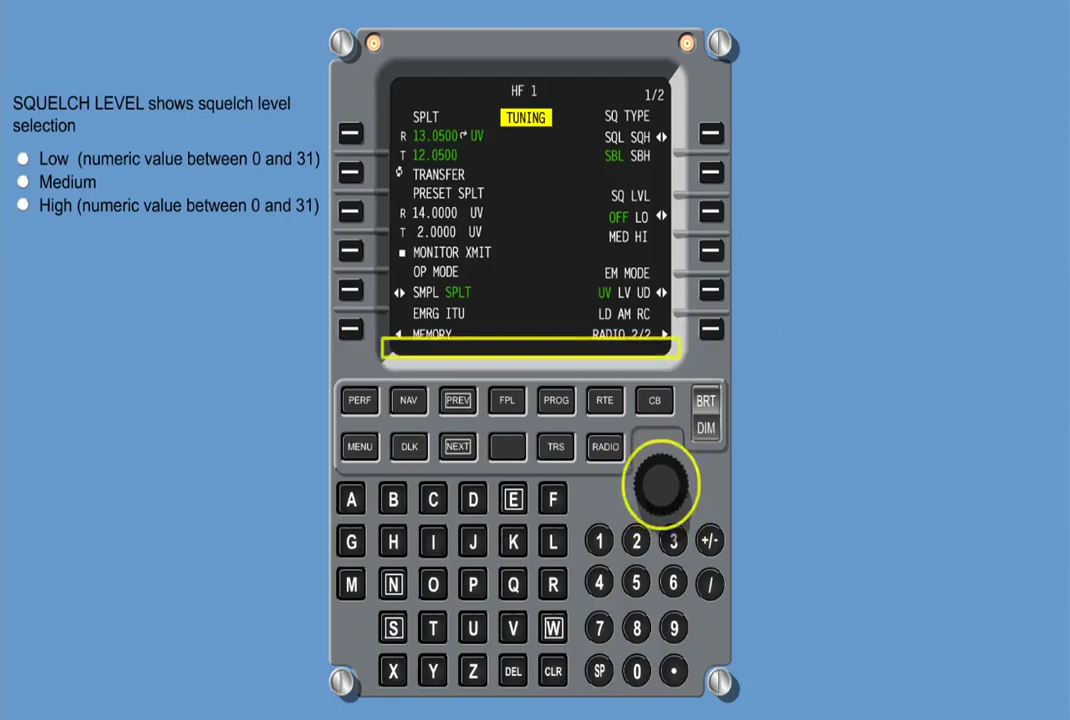 SQUELCH LEVEL shows squelch level
selection
Low (numeric value between 0 and 31)
Medium
High (numeric value between 0 and 31)
HF 1
1/2
SPLT TUNING SQ TYPE
R 13.0500 UV SQL SQH
T 12.0500 SBL SBH
TRANSFER
PRESET SPLT SQ LVL
R 14.0000 UV OFF LO
T 2.0000 UV MED HI
MONITOR XMIT
OP MODE EM MODE
SMPL SPLT UV LV UD
EMRG ITU LD AM RC
MEMORY RADIO 2/2
PERF NAV PREV FPL PROG RTE CB BRT
DIM
MENU DLK NEXT TRS RADIO
A B C D E F
G H I J K L 1 2 3 +/-
M N O P Q R 4 5 6 /
S T U V W 7 8 9
X Y Z DEL CLR SP 0 •